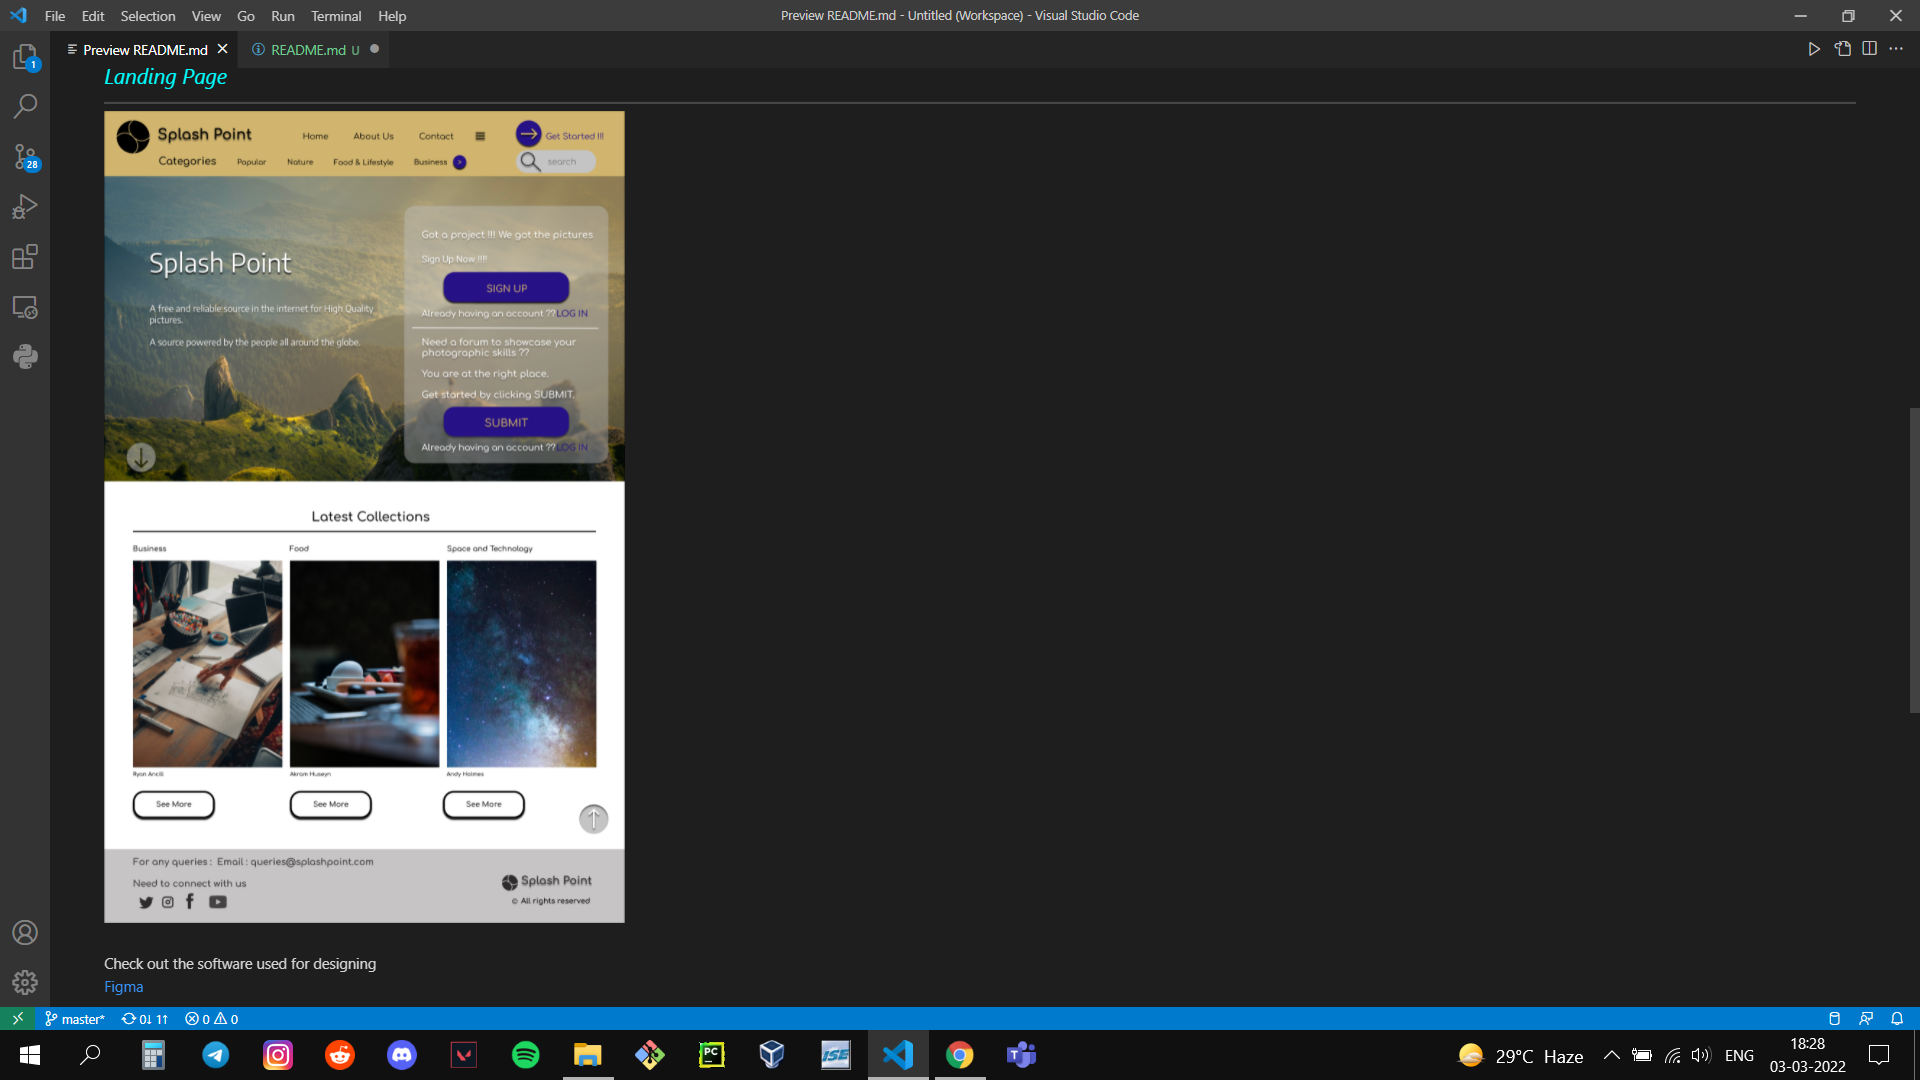 File Edit Selection View Go Run Terminal Help
Preview README.md - Untitled (Workspace) - Visual Studio Code
Preview README.md
README.md U
1
28
Landing Page
Splash Point
Home About Us Contact
Get Started !!!
Categories Popular Nature Food & Lifestyle Business >
search
Splash Point
A free and reliable source in the internet for High Quality
pictures.
A source powered by the people all around the globe.
Got a project !!! We got the pictures
Sign Up Now !!!!
SIGN UP
Already having an account ?? LOG IN
Need a forum to showcase your
photographic skills ??
You are at the right place.
Get started by clicking SUBMIT.
SUBMIT
Already having an account ?? LOG IN
Latest Collections
Business Food Space and Technology
Ryan Ancill Akram Huseyn Andy Holmes
See More See More See More
For any queries : Email : queries@splashpoint.com
Need to connect with us
Splash Point
© All rights reserved
Check out the software used for designing
Figma
master* 0↓ 1↑ 0 0
PC
ISE
T
29°C Haze
ENG
18:28
03-03-2022